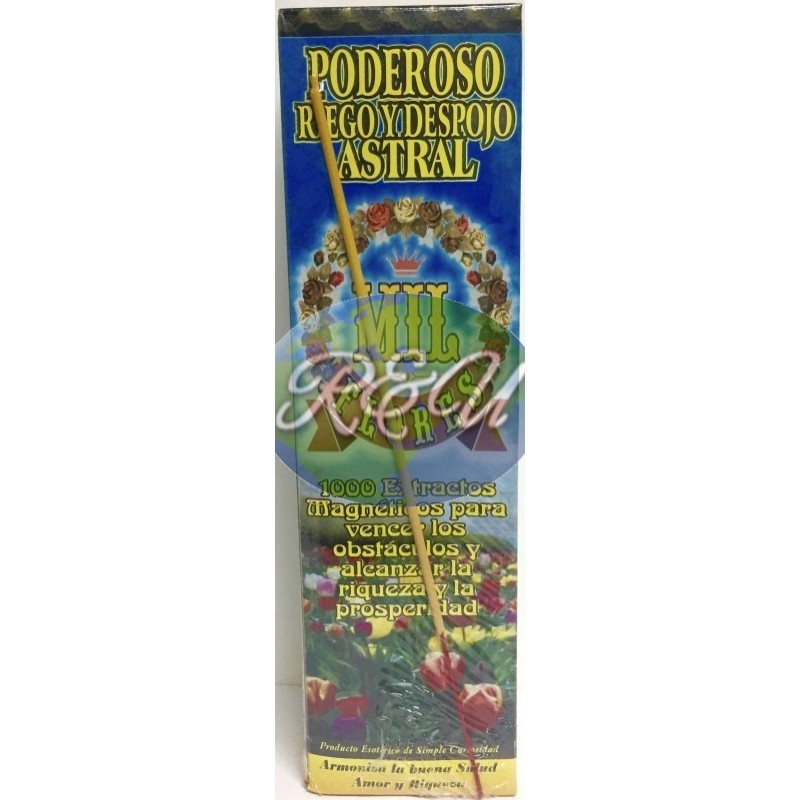 PODEROSO
RIEGO Y DESPOJO
ASTRAL
MIL
FLORES
R&U
1000 Extractos
Magnéticos para
vencer los
obstáculos y
alcanzar la
riqueza y la
prosperidad
Producto Esotérico de Simple Curiosidad
Armoniza la buena Salud
Amor y Riqueza